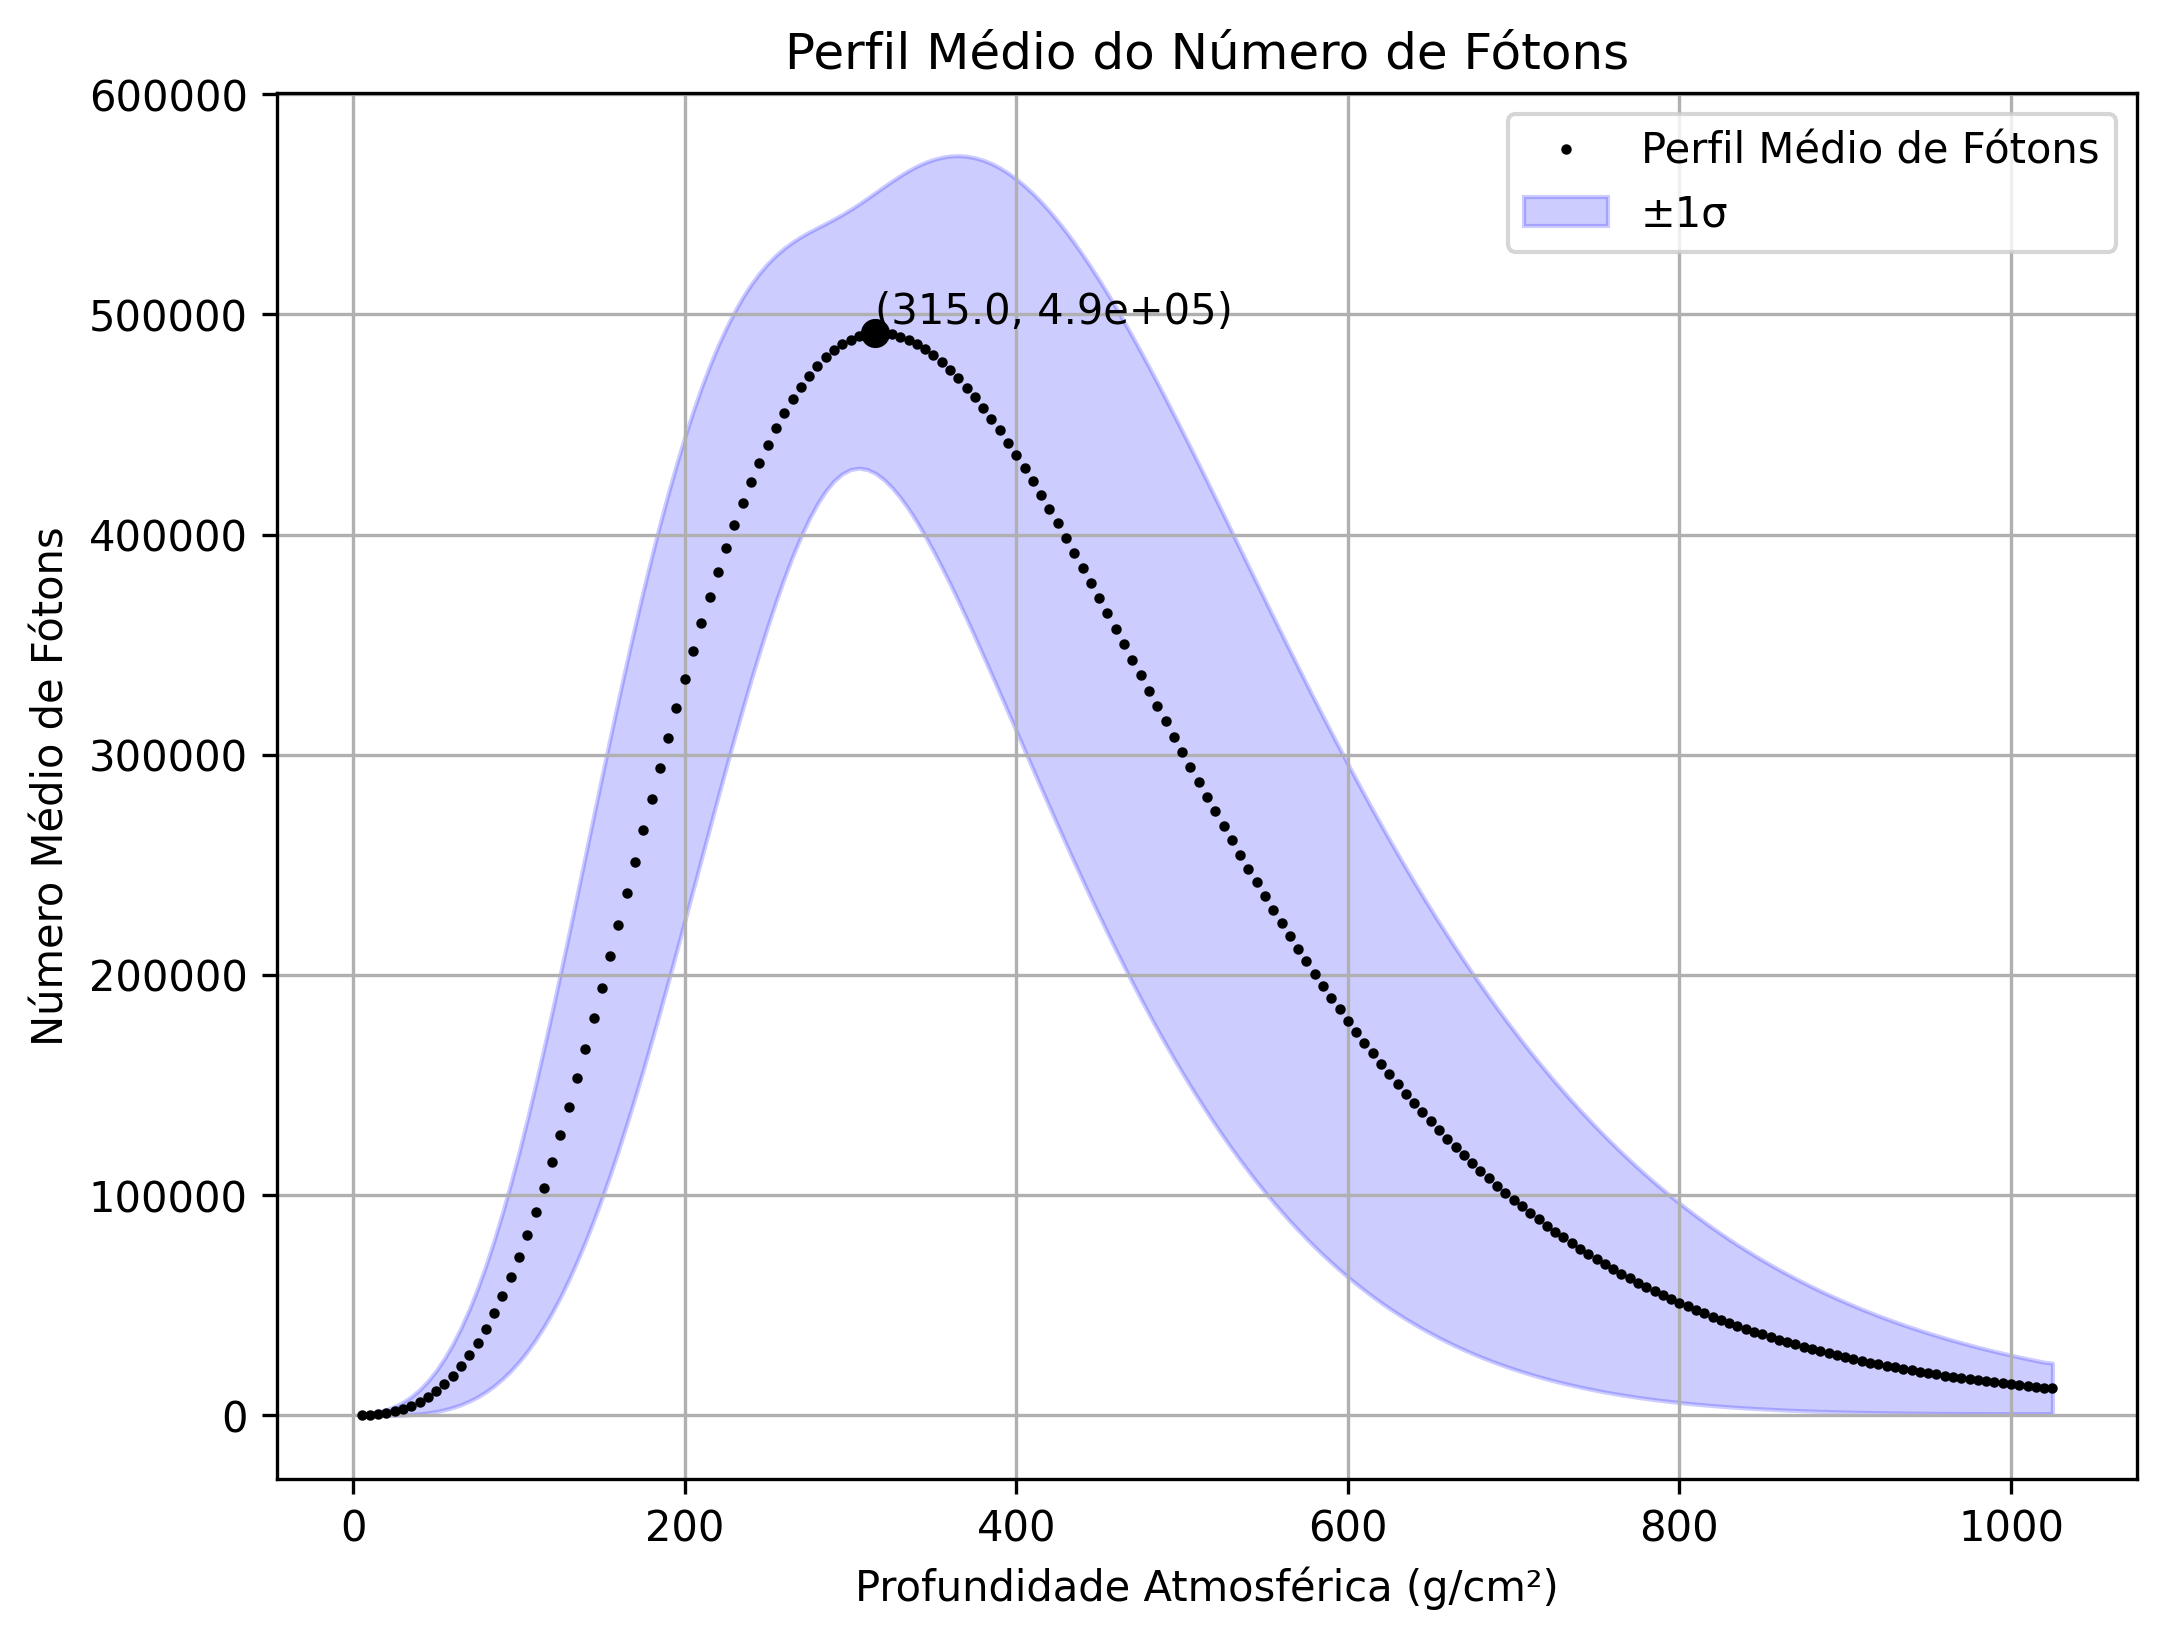 Perfil Médio do Número de Fótons
600000
500000
400000
300000
200000
100000
0
Número Médio de Fótons
Perfil Médio de Fótons
±1σ
(315.0, 4.9e+05)
0 200 400 600 800 1000
Profundidade Atmosférica (g/cm²)